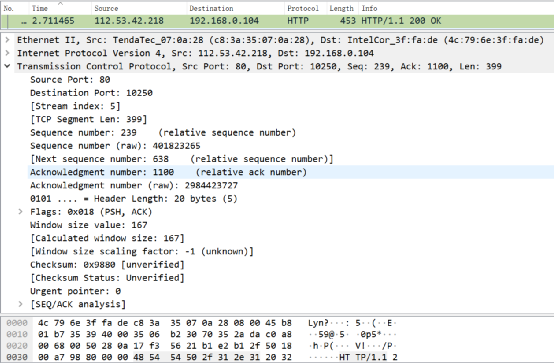 No. Time Source Destination Protocol Length Info
... 2.711465 112.53.42.218 192.168.0.104 HTTP 453 HTTP/1.1 200 OK
Ethernet II, Src: TendaTec_07:0a:28 (c8:3a:35:07:0a:28), Dst: IntelCor_3f:fa:de (4c:79:6e:3f:fa:de)
Internet Protocol Version 4, Src: 112.53.42.218, Dst: 192.168.0.104
Transmission Control Protocol, Src Port: 80, Dst Port: 10250, Seq: 239, Ack: 1100, Len: 399
Source Port: 80
Destination Port: 10250
[Stream index: 5]
[TCP Segment Len: 399]
Sequence number: 239 (relative sequence number)
Sequence number (raw): 401823265
[Next sequence number: 638 (relative sequence number)]
Acknowledgment number: 1100 (relative ack number)
Acknowledgment number (raw): 2984423727
0101 .... = Header Length: 20 bytes (5)
Flags: 0x018 (PSH, ACK)
Window size value: 167
[Calculated window size: 167]
[Window size scaling factor: -1 (unknown)]
Checksum: 0x9880 [unverified]
[Checksum Status: Unverified]
Urgent pointer: 0
[SEQ/ACK analysis]
0000 4c 79 6e 3f fa de c8 3a 35 07 0a 28 08 00 45 b8 Lyn?···: 5··(··E·
0010 01 b7 35 39 40 00 35 06 b2 30 70 35 2a da c0 a8 ··59@·5· ·0p5*···
0020 00 68 00 50 28 0a 17 f3 56 21 b1 e2 b1 2f 50 18 ·h·P(··· V!···/P·
0030 00 a7 98 80 00 00 48 54 54 50 2f 31 2e 31 20 32 ······HT TP/1.1 2